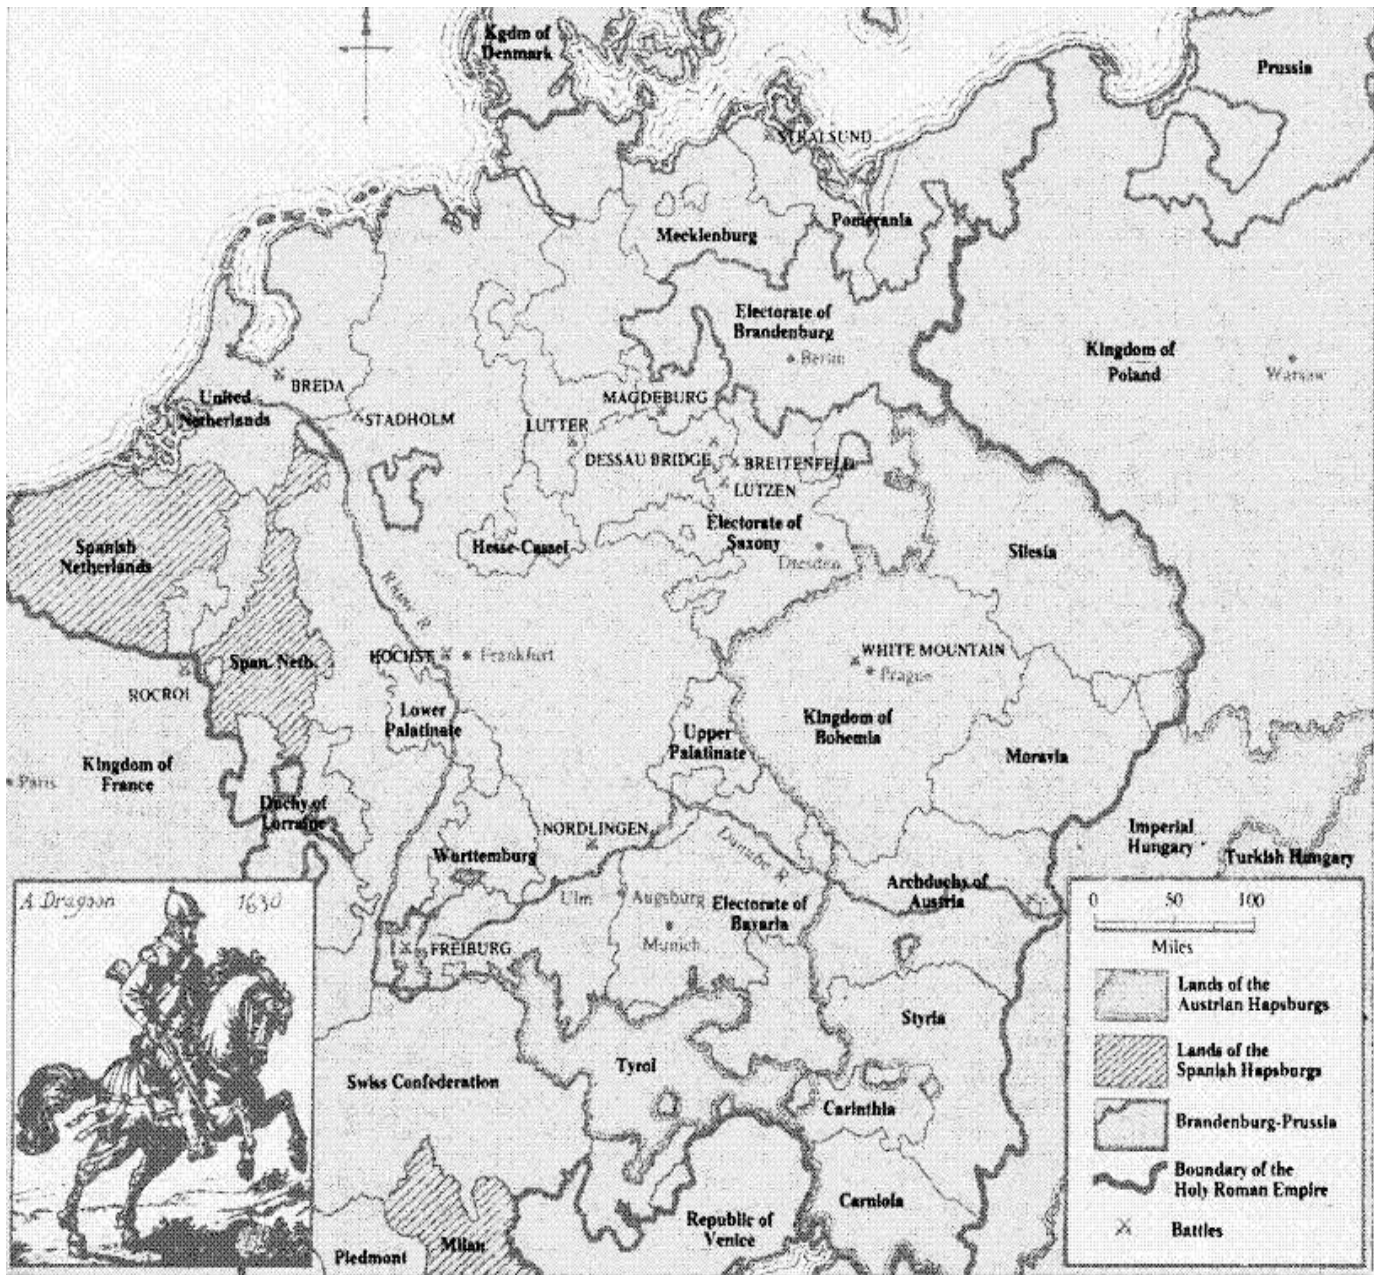 Kgdm of
Denmark
Prussia
STRALSUND
Pomerania
Mecklenburg
Electorate of
Brandenburg
Berlin
Kingdom of
Poland
Warsaw
BREDA
United
Netherlands
STADHOLM
MAGDEBURG
LUTTER
DESSAU BRIDGE
BREITENFELD
LUTZEN
Electorate of
Saxony
Dresden
Hesse-Cassel
Silesia
Spanish
Netherlands
Rhine R.
Span. Neth.
HOCHST
Frankfurt
WHITE MOUNTAIN
Prague
ROCROI
Lower
Palatinate
Upper
Palatinate
Kingdom of
Bohemia
Moravia
Kingdom of
France
Paris
Duchy of
Lorraine
NORDLINGEN
Danube R.
Imperial
Hungary
Turkish Hungary
Wurttemburg
Ulm
Augsburg
Munich
Electorate of
Bavaria
Archduchs of
Austria
FREIBURG
Styria
Tyrol
Swiss Confederation
Carinthia
Carniola
Republic of
Venice
Milan
Piedmont
A Dragoon 1630
0 50 100
Miles
Lands of the
Austrian Hapsburgs
Lands of the
Spanish Hapsburgs
Brandenburg-Prussia
Boundary of the
Holy Roman Empire
Battles